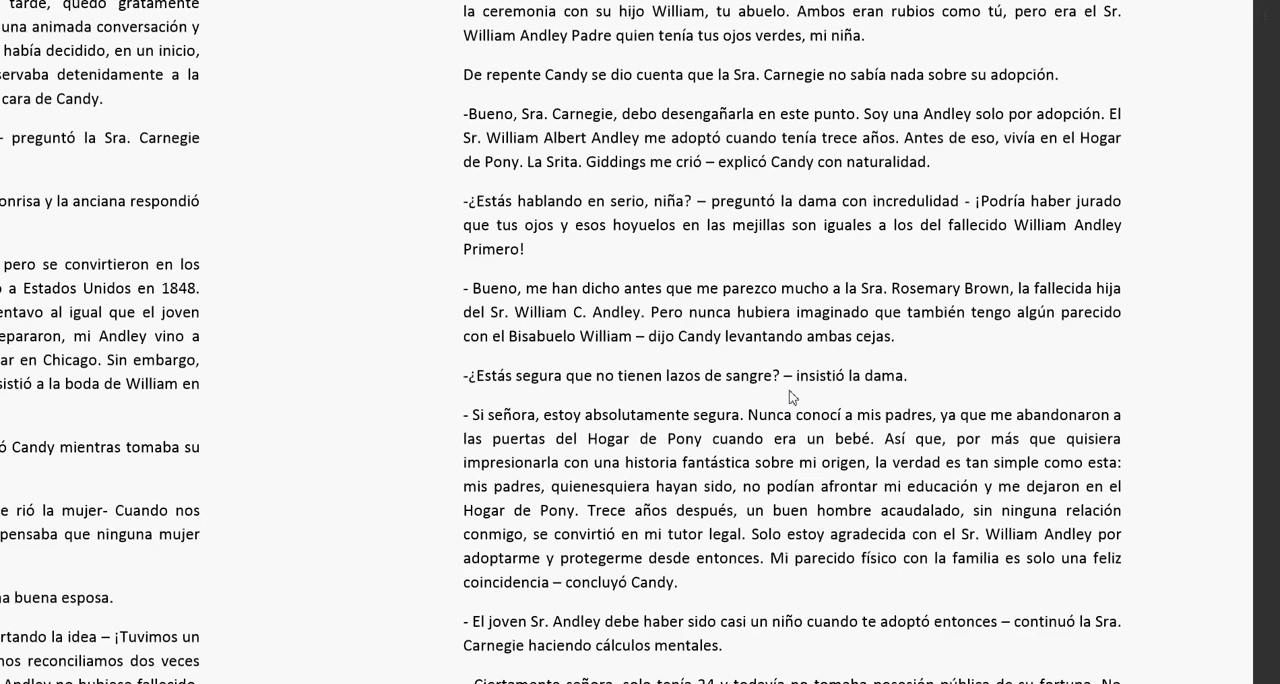 tarde, quedó gratamente
una animada conversación y
había decidido, en un inicio,
servaba detenidamente a la
cara de Candy.
- preguntó la Sra. Carnegie
onrisa y la anciana respondió
pero se convirtieron en los
a Estados Unidos en 1848.
entavo al igual que el joven
epararon, mi Andley vino a
ar en Chicago. Sin embargo,
sistió a la boda de William en
ó Candy mientras tomaba su
e rió la mujer- Cuando nos
pensaba que ninguna mujer
a buena esposa.
rtando la idea – ¡Tuvimos un
nos reconciliamos dos veces
Andley no hubiese fallecido
la ceremonia con su hijo William, tu abuelo. Ambos eran rubios como tú, pero era el Sr.
William Andley Padre quien tenía tus ojos verdes, mi niña.
De repente Candy se dio cuenta que la Sra. Carnegie no sabía nada sobre su adopción.
-Bueno, Sra. Carnegie, debo desengañarla en este punto. Soy una Andley solo por adopción. El
Sr. William Albert Andley me adoptó cuando tenía trece años. Antes de eso, vivía en el Hogar
de Pony. La Srita. Giddings me crió – explicó Candy con naturalidad.
-¿Estás hablando en serio, niña? – preguntó la dama con incredulidad - ¡Podría haber jurado
que tus ojos y esos hoyuelos en las mejillas son iguales a los del fallecido William Andley
Primero!
- Bueno, me han dicho antes que me parezco mucho a la Sra. Rosemary Brown, la fallecida hija
del Sr. William C. Andley. Pero nunca hubiera imaginado que también tengo algún parecido
con el Bisabuelo William – dijo Candy levantando ambas cejas.
-¿Estás segura que no tienen lazos de sangre? – insistió la dama.
- Si señora, estoy absolutamente segura. Nunca conocí a mis padres, ya que me abandonaron a
las puertas del Hogar de Pony cuando era un bebé. Así que, por más que quisiera
impresionarla con una historia fantástica sobre mi origen, la verdad es tan simple como esta:
mis padres, quienesquiera hayan sido, no podían afrontar mi educación y me dejaron en el
Hogar de Pony. Trece años después, un buen hombre acaudalado, sin ninguna relación
conmigo, se convirtió en mi tutor legal. Solo estoy agradecida con el Sr. William Andley por
adoptarme y protegerme desde entonces. Mi parecido físico con la familia es solo una feliz
coincidencia – concluyó Candy.
- El joven Sr. Andley debe haber sido casi un niño cuando te adoptó entonces – continuó la Sra.
Carnegie haciendo cálculos mentales.
- Ciertamente señora, solo tenía 24 y todavía no tomaba posesión pública de su fortuna. No